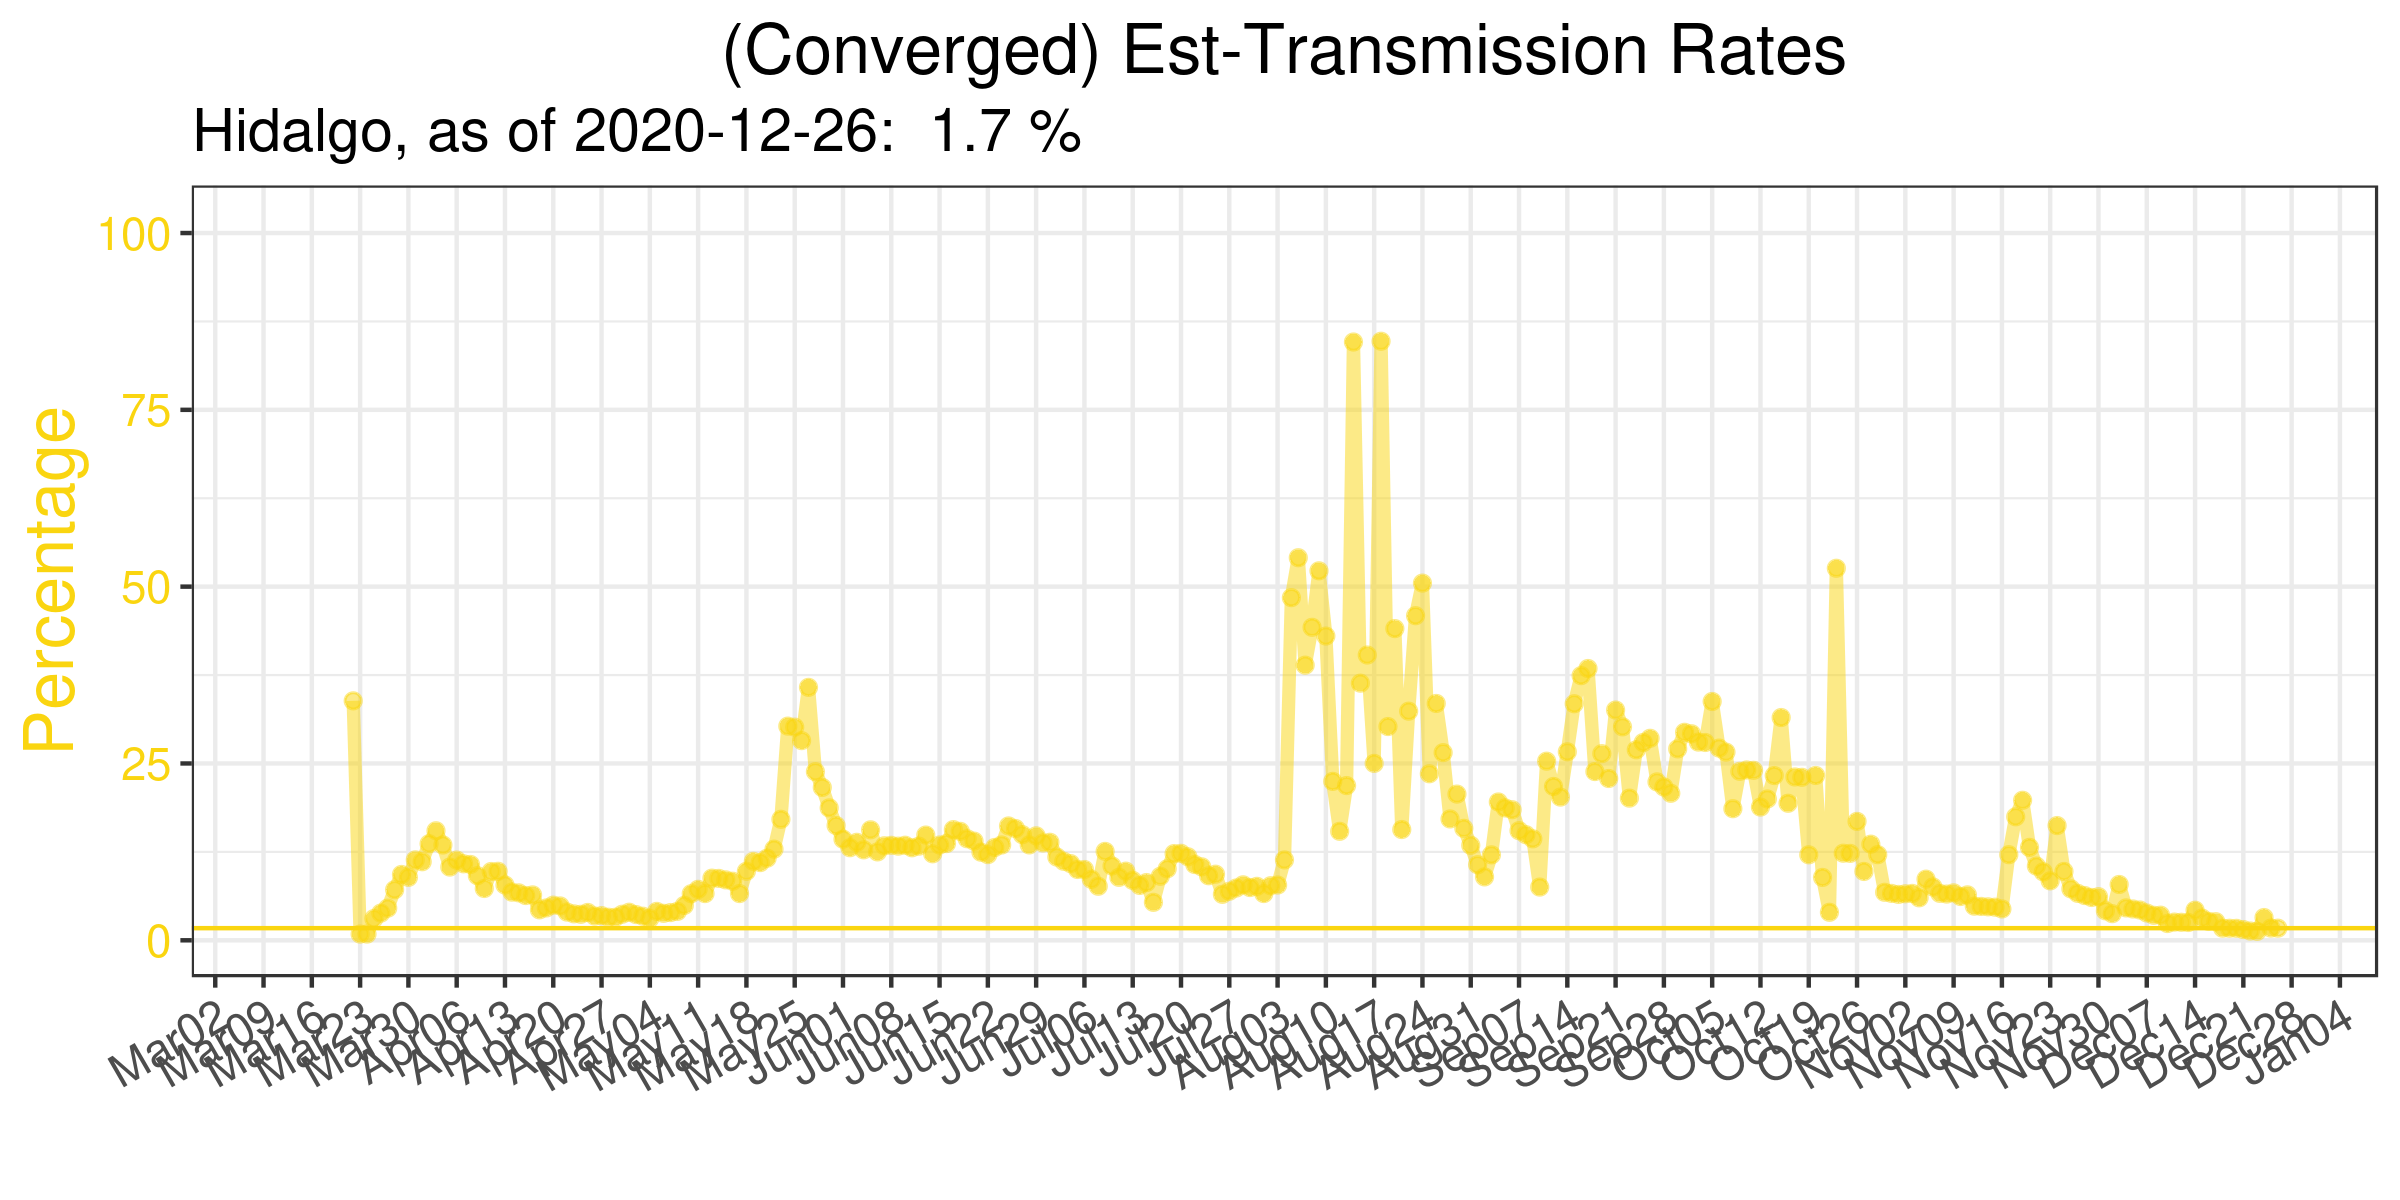 (Converged) Est-Transmission Rates
Hidalgo, as of 2020-12-26:  1.7 %
Percentage
100
75
50
25
0
Mar02
Mar09
Mar16
Mar23
Mar30
Apr06
Apr13
Apr20
Apr27
May04
May11
May18
May25
Jun01
Jun08
Jun15
Jun22
Jun29
Jul06
Jul13
Jul20
Jul27
Aug03
Aug10
Aug17
Aug24
Aug31
Sep07
Sep14
Sep21
Sep28
Oct05
Oct12
Oct19
Oct26
Nov02
Nov09
Nov16
Nov23
Nov30
Dec07
Dec14
Dec21
Dec28
Jan04